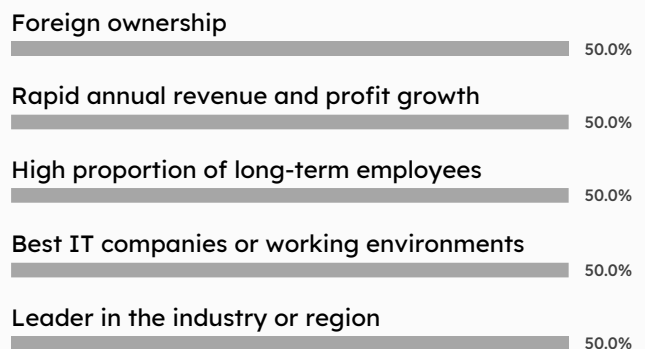 Foreign ownership
50.0%
Rapid annual revenue and profit growth
50.0%
High proportion of long-term employees
50.0%
Best IT companies or working environments
50.0%
Leader in the industry or region
50.0%